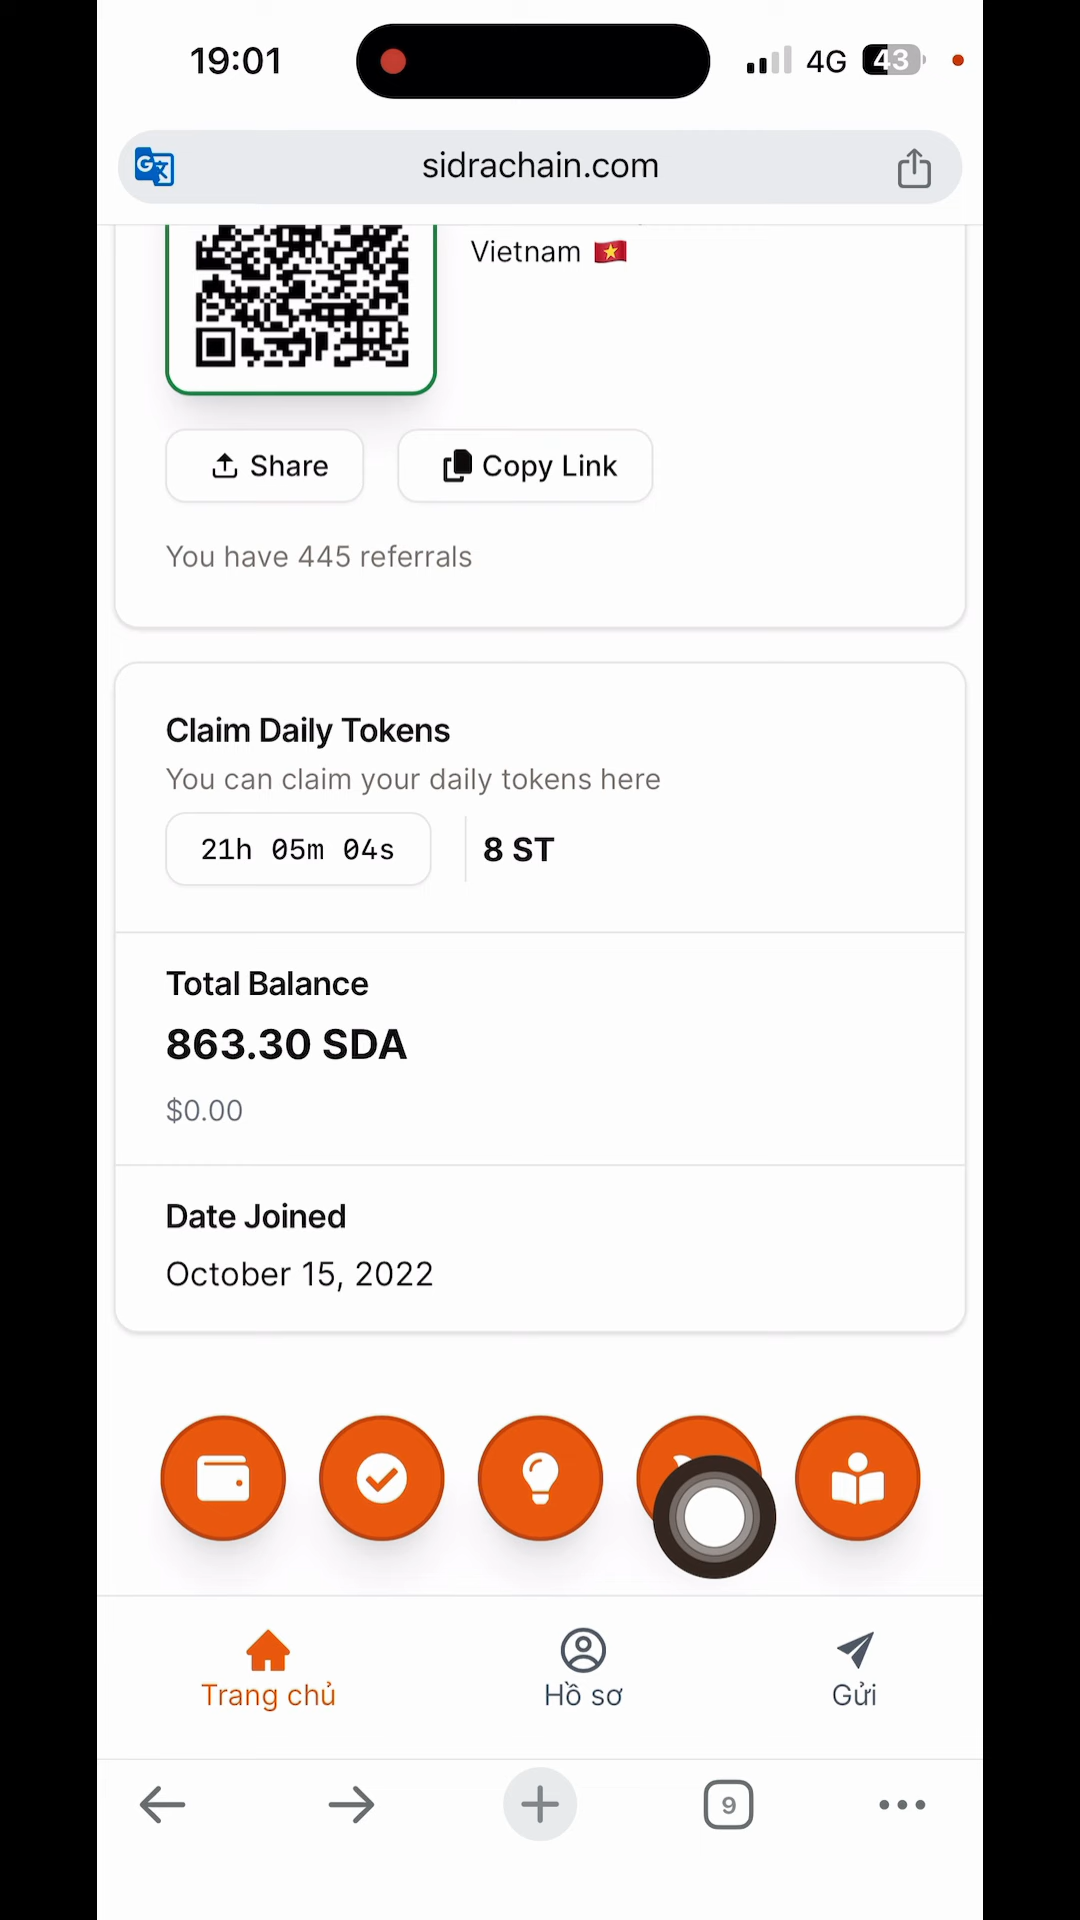 19:01
4G
43
sidrachain.com
Vietnam
Share
Copy Link
You have 445 referrals
Claim Daily Tokens
You can claim your daily tokens here
21h 05m 04s
8 ST
Total Balance
863.30 SDA
$0.00
Date Joined
October 15, 2022
Trang chủ
Hồ sơ
Gửi
9